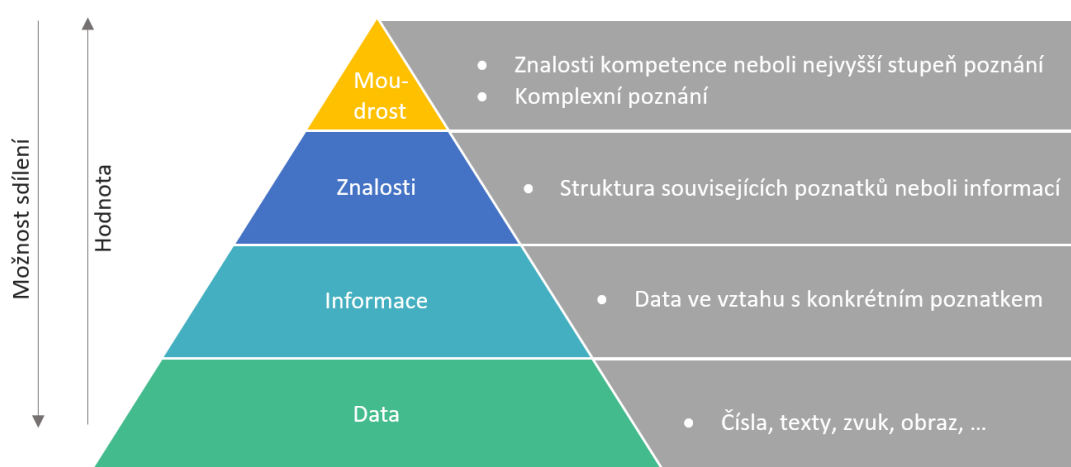 Možnost sdílení
Hodnota
Mou-
drost
• Znalosti kompetence neboli nejvyšší stupeň poznání
• Komplexní poznání
Znalosti
• Struktura souvisejících poznatků neboli informací
Informace
• Data ve vztahu s konkrétním poznatkem
Data
• Čísla, texty, zvuk, obraz, ...